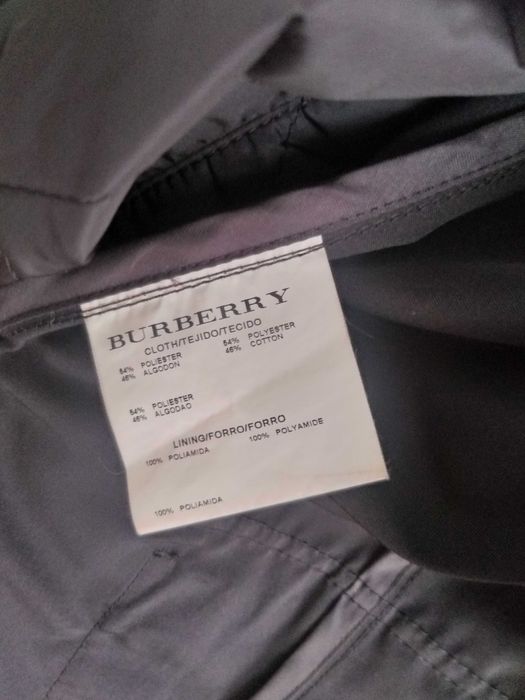 BURBERRY
CLOTH/TEJIDO/TECIDO
54% POLIESTER 54% POLYESTER
46% ALGODON 46% COTTON
54% POLIESTER
46% ALGODAO
LINING/FORRO/FORRO
100% POLIAMIDA 100% POLYAMIDE
100% POLIAMIDA